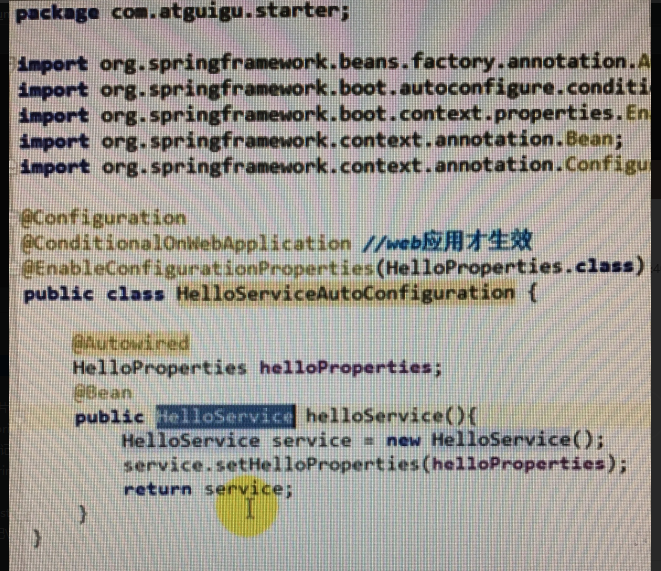 package com.atguigu.starter;
import org.springframework.beans.factory.annotation.A
import org.springframework.boot.autoconfigure.conditi
import org.springframework.boot.context.properties.En
import org.springframework.context.annotation.Bean;
import org.springframework.context.annotation.Configu
@Configuration
@ConditionalOnWebApplication //web应用才生效
@EnableConfigurationProperties(HelloProperties.class)
public class HelloServiceAutoConfiguration {
@Autowired
HelloProperties helloProperties;
@Bean
public HelloService helloService(){
HelloService service = new HelloService();
service.setHelloProperties(helloProperties);
return service;
}
}